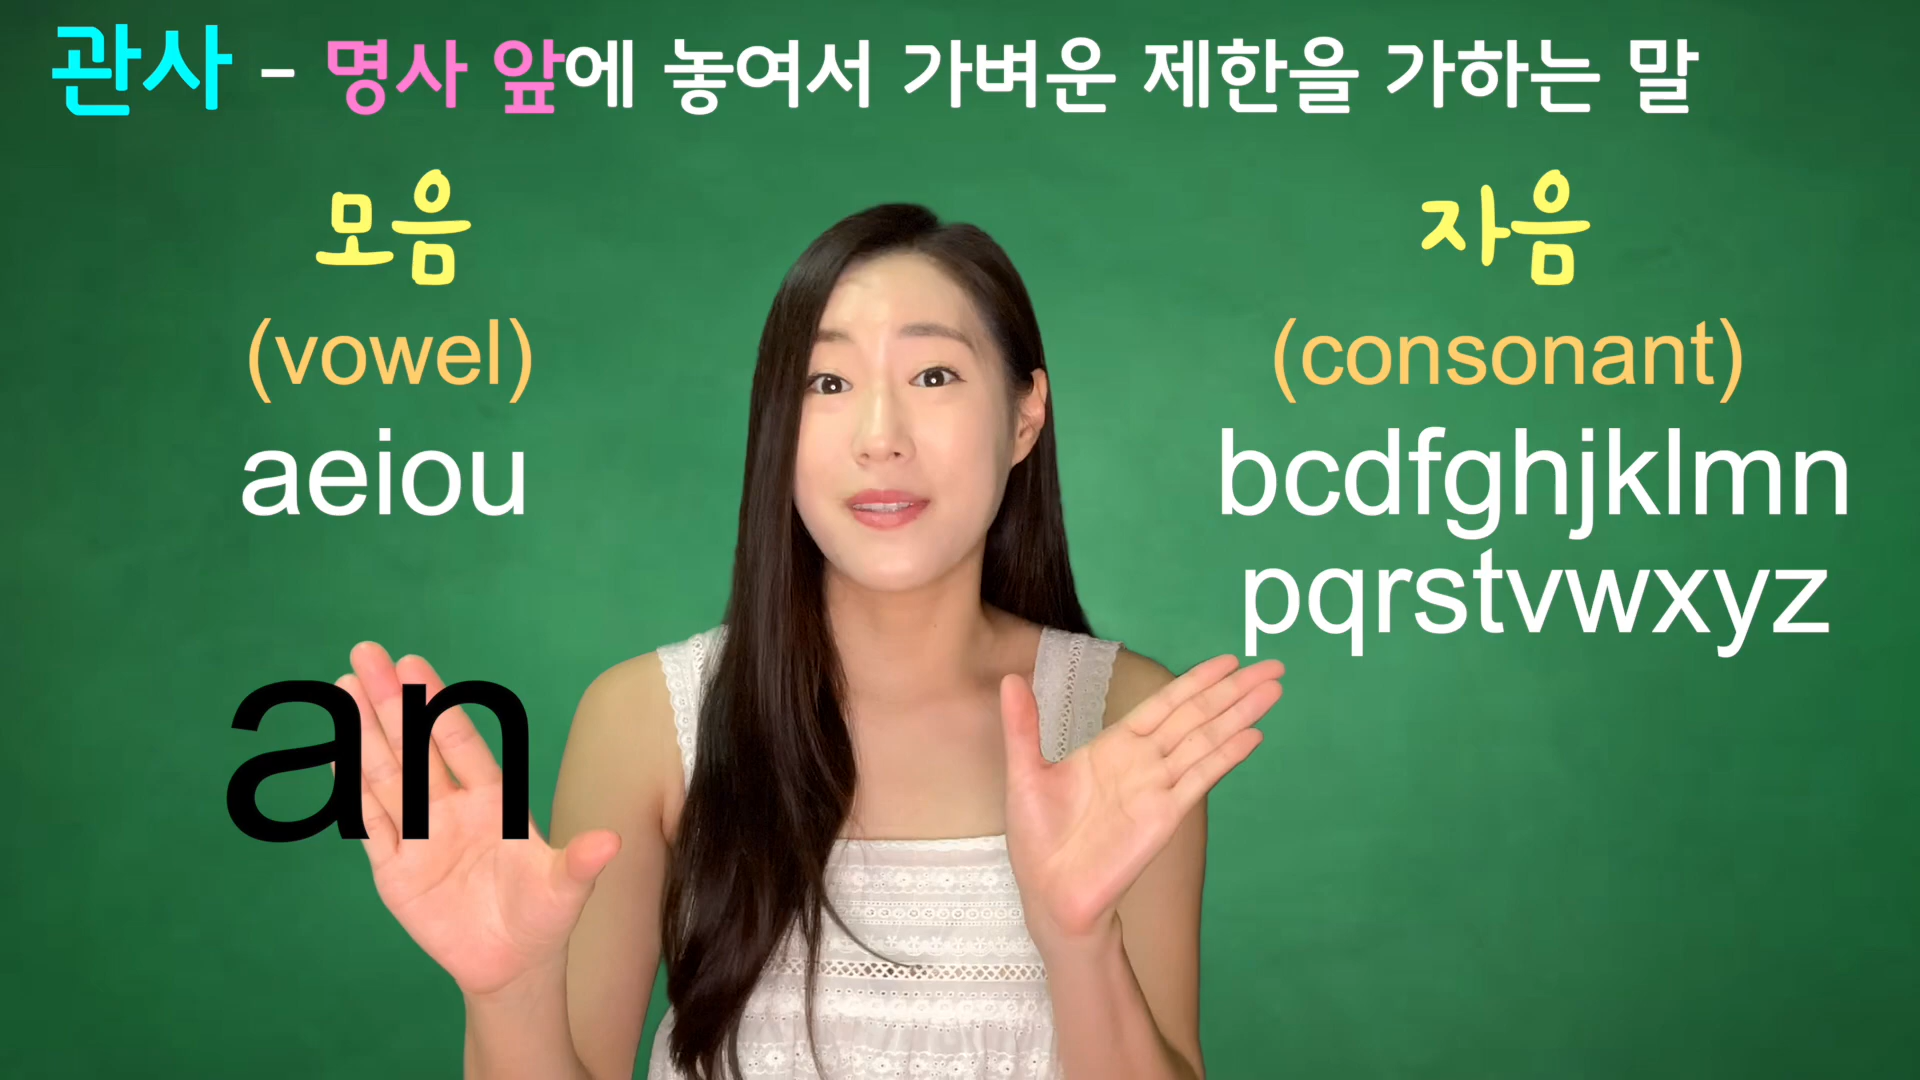 관사 - 명사 앞에 놓여서 가벼운 제한을 가하는 말
모음
(vowel)
aeiou
an
자음
(consonant)
bcdfghjklmn
pqrstvwxyz